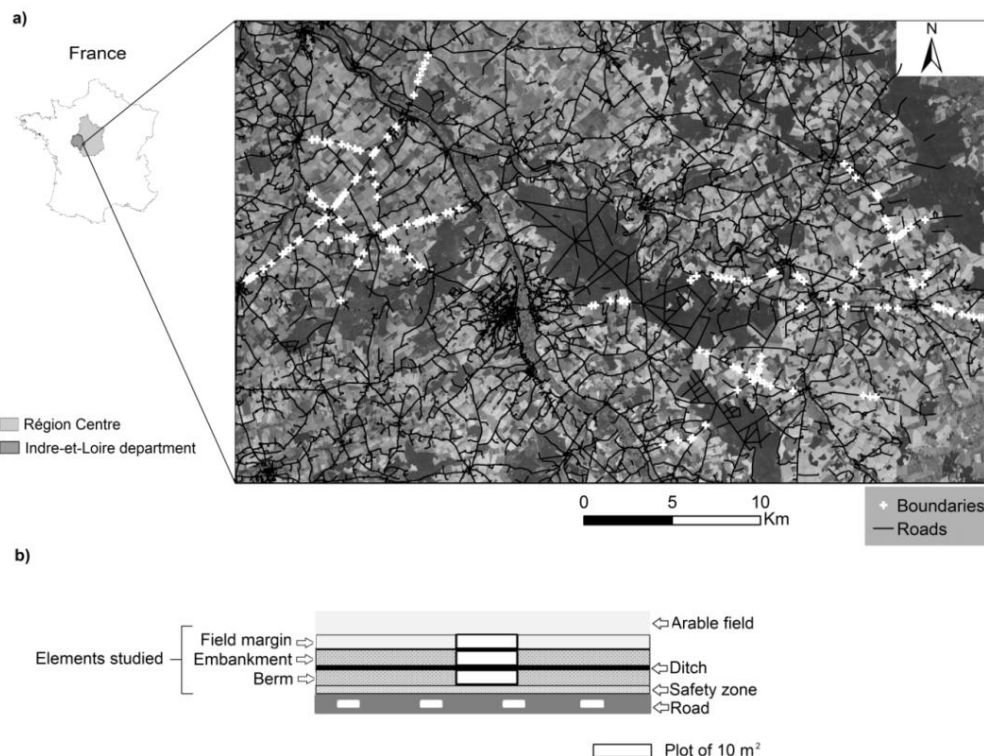 a)
France
N
Région Centre
Indre-et-Loire department
0 5 10
Km
Boundaries
Roads
b)
Elements studied
Field margin
Embankment
Berm
Arable field
Ditch
Safety zone
Road
Plot of 10 m²